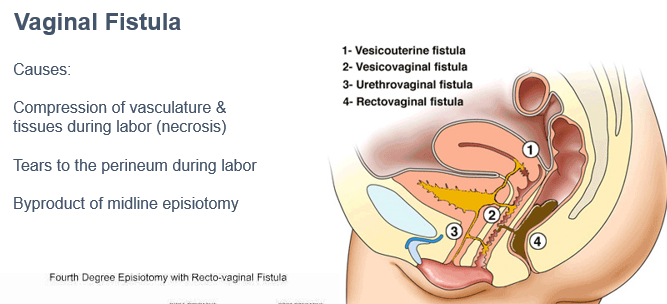 Vaginal Fistula
Causes:
Compression of vasculature &
tissues during labor (necrosis)
Tears to the perineum during labor
Byproduct of midline episiotomy
1- Vesicouterine fistula
2- Vesicovaginal fistula
3- Urethrovaginal fistula
4- Rectovaginal fistula
1
2
3
4
Fourth Degree Episiotomy with Recto-vaginal Fistula